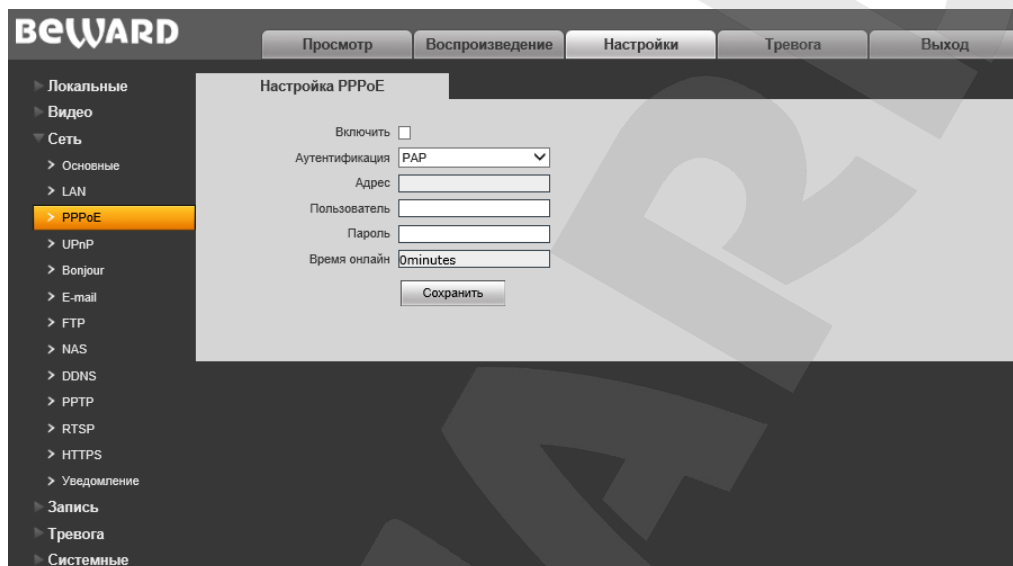 BEWARD
Просмотр Воспроизведение Настройки Тревога Выход
Локальные
Видео
Сеть
Основные
LAN
PPPoE
UPnP
Bonjour
E-mail
FTP
NAS
DDNS
PPTP
RTSP
HTTPS
Уведомление
Запись
Тревога
Системные
Настройка PPPoE
Включить
Аутентификация PAP
Адрес
Пользователь
Пароль
Время онлайн 0minutes
Сохранить